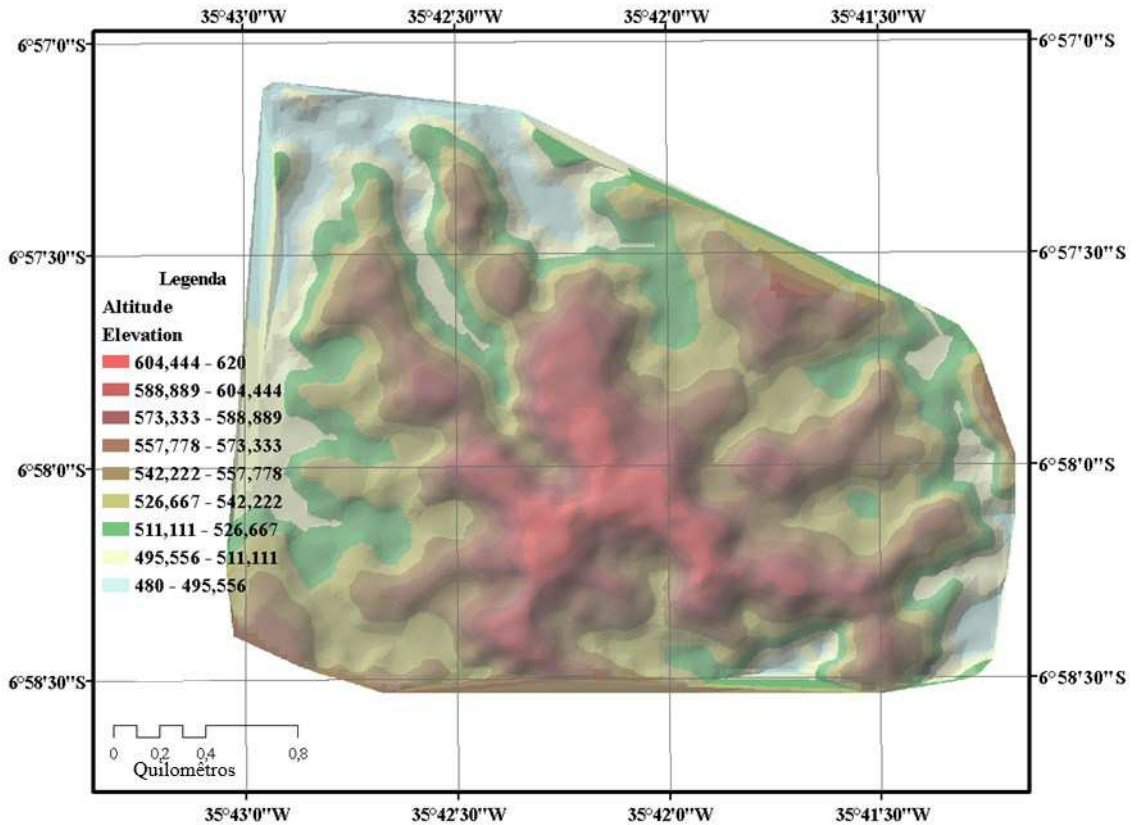 35°43'0"W 35°42'30"W 35°42'0"W 35°41'30"W
6°57'0"S 6°57'0"S
6°57'30"S 6°57'30"S
Legenda
Altitude
Elevation
604,444 - 620
588,889 - 604,444
573,333 - 588,889
557,778 - 573,333
542,222 - 557,778
526,667 - 542,222
511,111 - 526,667
495,556 - 511,111
480 - 495,556
6°58'0"S 6°58'0"S
6°58'30"S 6°58'30"S
0 0,2 0,4 0,8
Quilomêtros
35°43'0"W 35°42'30"W 35°42'0"W 35°41'30"W